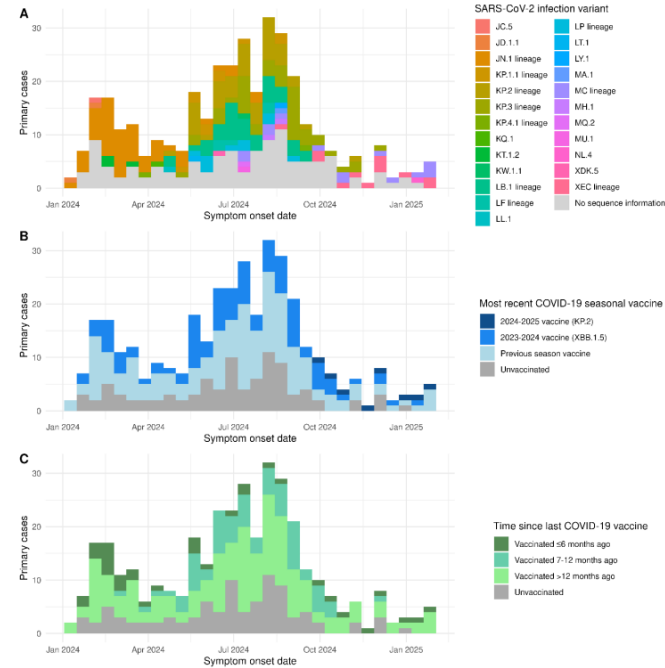 A
SARS-CoV-2 infection variant
JC.5
JD.1.1
JN.1 lineage
KP.1.1 lineage
KP.2 lineage
KP.3 lineage
KP.4.1 lineage
KQ.1
KT.1.2
KW.1.1
LB.1 lineage
LF lineage
LL.1
LP lineage
LT.1
LY.1
MA.1
MC lineage
MH.1
MQ.2
MU.1
NL.4
XDK.5
XEC lineage
No sequence information
Primary cases
30
20
10
0
Jan 2024 Apr 2024 Jul 2024 Oct 2024 Jan 2025
Symptom onset date
B
Primary cases
30
20
10
0
Jan 2024 Apr 2024 Jul 2024 Oct 2024 Jan 2025
Symptom onset date
Most recent COVID-19 seasonal vaccine
2024-2025 vaccine (KP.2)
2023-2024 vaccine (XBB.1.5)
Previous season vaccine
Unvaccinated
C
Primary cases
30
20
10
0
Jan 2024 Apr 2024 Jul 2024 Oct 2024 Jan 2025
Symptom onset date
Time since last COVID-19 vaccine
Vaccinated ≤6 months ago
Vaccinated 7-12 months ago
Vaccinated >12 months ago
Unvaccinated